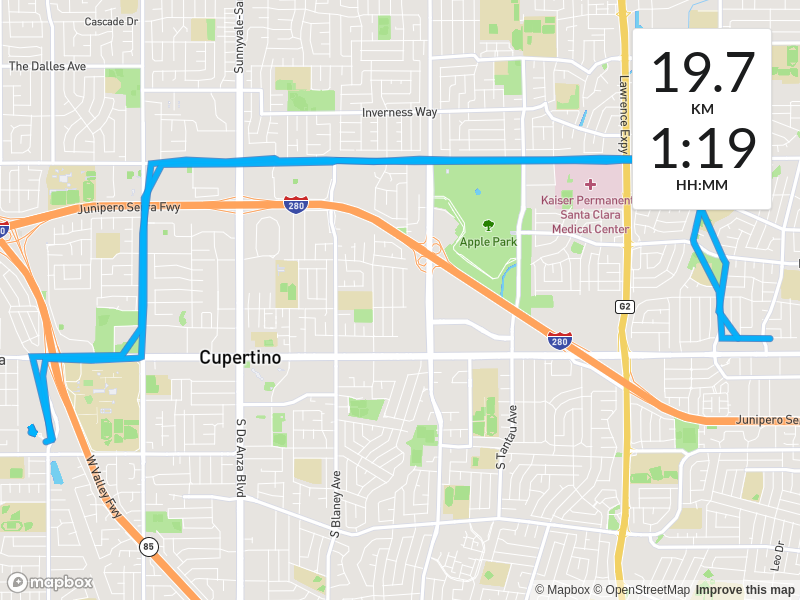 Cascade Dr
Sunnyvale-Sa
The Dalles Ave
Inverness Way
Lawrence Expy
19.7
KM
1:19
HH:MM
Junipero Serra Fwy
280
Kaiser Permanent
Santa Clara
Medical Center
Apple Park
G2
280
Cupertino
S De Anza Blvd
S Blaney Ave
S Tantau Ave
Junipero Se
W Valley Fwy
85
Leo Dr
mapbox
© Mapbox © OpenStreetMap Improve this map